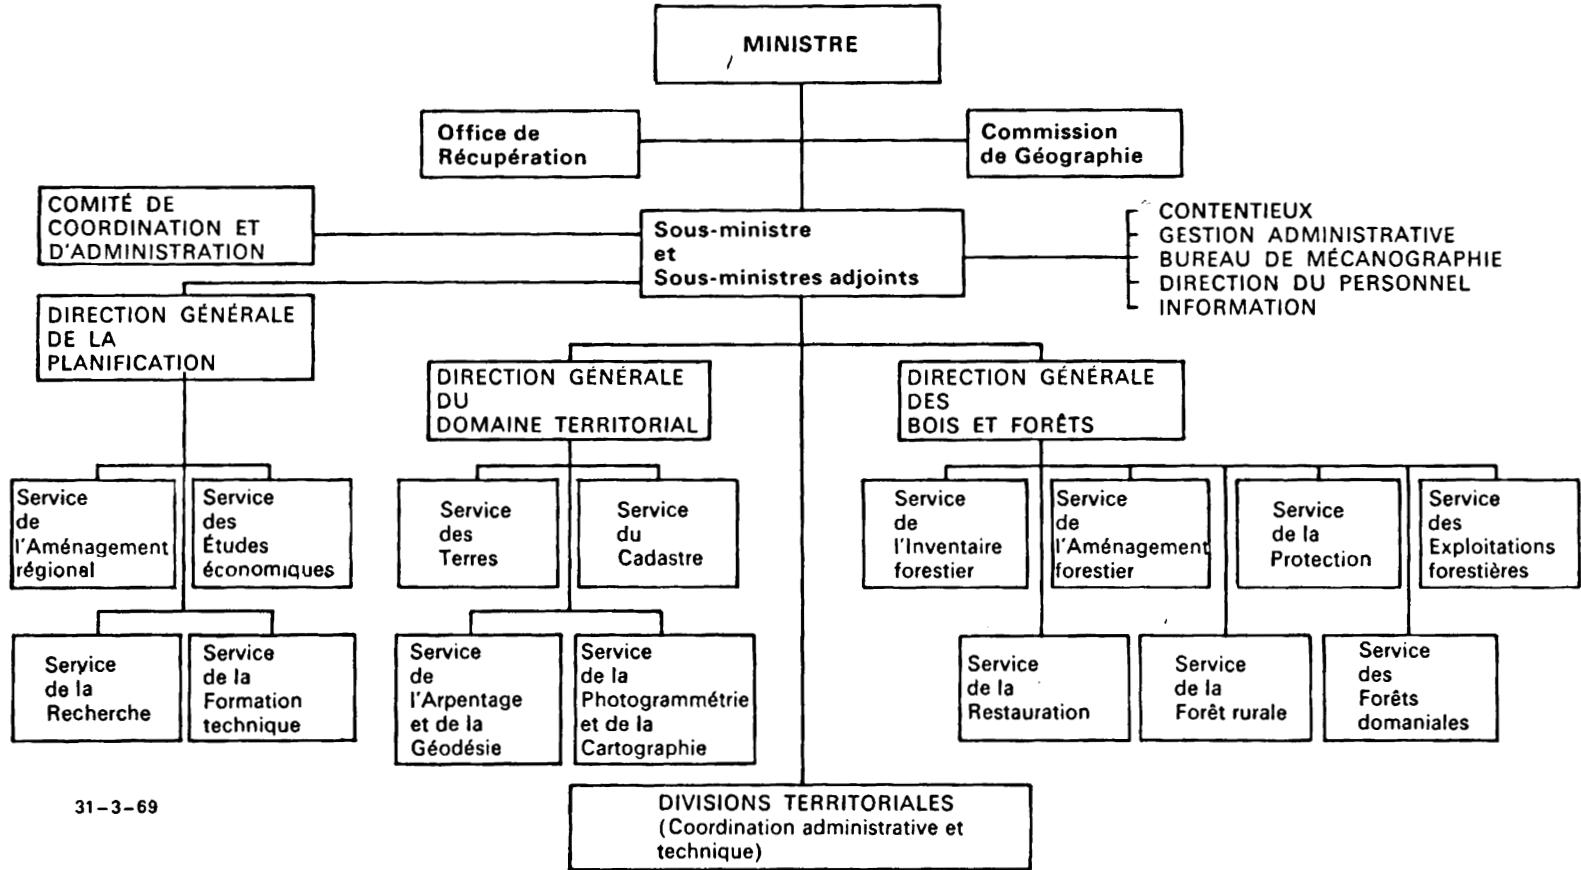 MINISTRE
Office de
Récupération
Commission
de Géographie
COMITÉ DE
COORDINATION ET
D'ADMINISTRATION
Sous-ministre
et
Sous-ministres adjoints
CONTENTIEUX
GESTION ADMINISTRATIVE
BUREAU DE MÉCANOGRAPHIE
DIRECTION DU PERSONNEL
INFORMATION
DIRECTION GÉNÉRALE
DE LA
PLANIFICATION
DIRECTION GÉNÉRALE
DU
DOMAINE TERRITORIAL
DIRECTION GÉNÉRALE
DES
BOIS ET FORÊTS
Service
de
l'Aménagement
régional
Service
des
Études
économiques
Service
des
Terres
Service
du
Cadastre
Service
de
l'Inventaire
forestier
Service
de
l'Aménagement
forestier
Service
de la
Protection
Service
des
Exploitations
forestières
Service
de la
Recherche
Service
de la
Formation
technique
Service
de
l'Arpentage
et de la
Géodésie
Service
de la
Photogrammétrie
et de la
Cartographie
Service
de la
Restauration
Service
de la
Forêt rurale
Service
des
Forêts
domaniales
31-3-69
DIVISIONS TERRITORIALES
(Coordination administrative et
technique)